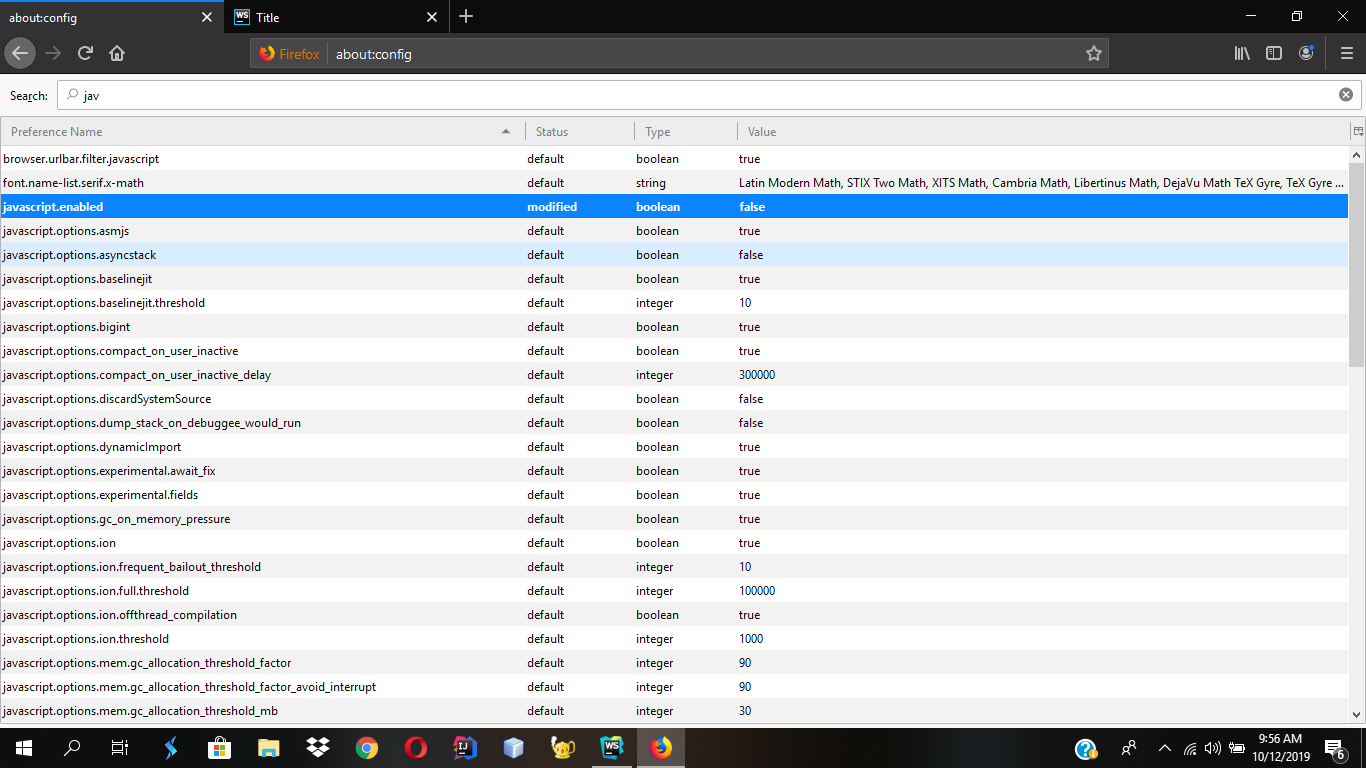 about:config
WS Title
Firefox about:config
Search: jav
Preference Name Status Type Value
browser.urlbar.filter.javascript default boolean true
font.name-list.serif.x-math default string Latin Modern Math, STIX Two Math, XITS Math, Cambria Math, Libertinus Math, DejaVu Math TeX Gyre, TeX Gyre ...
javascript.enabled modified boolean false
javascript.options.asmjs default boolean true
javascript.options.asyncstack default boolean false
javascript.options.baselinejit default boolean true
javascript.options.baselinejit.threshold default integer 10
javascript.options.bigint default boolean true
javascript.options.compact_on_user_inactive default boolean true
javascript.options.compact_on_user_inactive_delay default integer 300000
javascript.options.discardSystemSource default boolean false
javascript.options.dump_stack_on_debuggee_would_run default boolean false
javascript.options.dynamicImport default boolean true
javascript.options.experimental.await_fix default boolean true
javascript.options.experimental.fields default boolean true
javascript.options.gc_on_memory_pressure default boolean true
javascript.options.ion default boolean true
javascript.options.ion.frequent_bailout_threshold default integer 10
javascript.options.ion.full.threshold default integer 100000
javascript.options.ion.offthread_compilation default boolean true
javascript.options.ion.threshold default integer 1000
javascript.options.mem.gc_allocation_threshold_factor default integer 90
javascript.options.mem.gc_allocation_threshold_factor_avoid_interrupt default integer 90
javascript.options.mem.gc_allocation_threshold_mb default integer 30
IJ WS 9:56 AM
10/12/2019 6